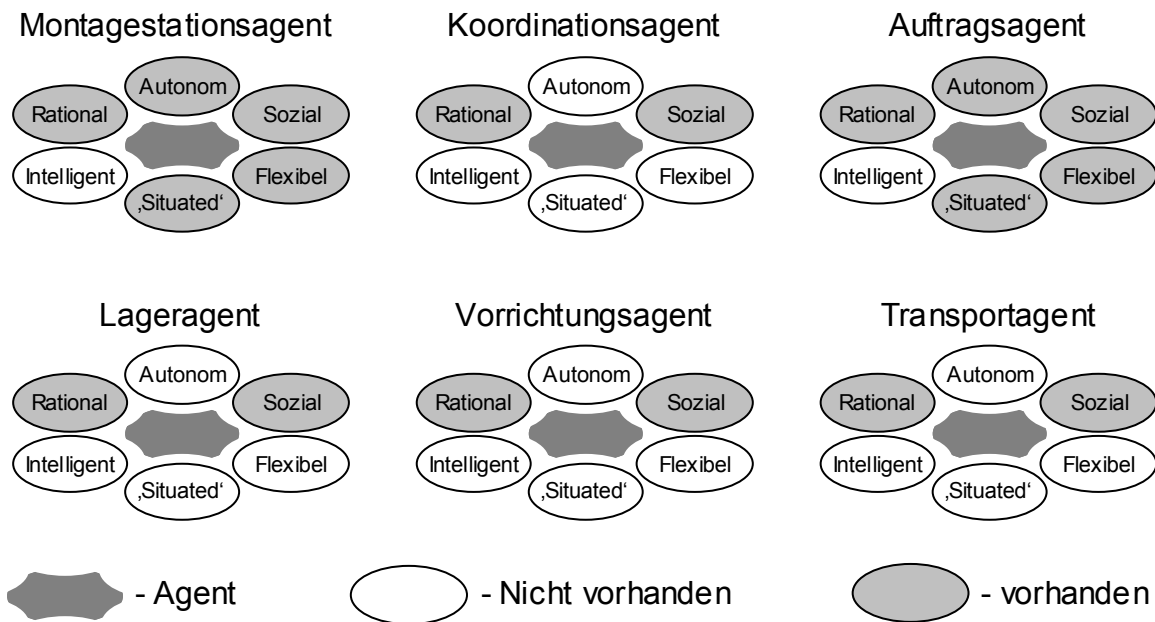 Montagestationsagent
Autonom
Rational
Sozial
Intelligent
Flexibel
‚Situated‘
Koordinationsagent
Autonom
Rational
Sozial
Intelligent
Flexibel
‚Situated‘
Auftragsagent
Autonom
Rational
Sozial
Intelligent
Flexibel
‚Situated‘
Lageragent
Autonom
Rational
Sozial
Intelligent
Flexibel
‚Situated‘
Vorrichtungsagent
Autonom
Rational
Sozial
Intelligent
Flexibel
‚Situated‘
Transportagent
Autonom
Rational
Sozial
Intelligent
Flexibel
‚Situated‘
- Agent
- Nicht vorhanden
- vorhanden